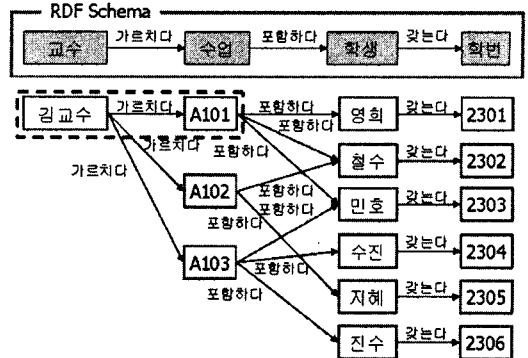 RDF Schema
교수 가르치다 수업 포함하다 학생 갖는다 학번
김교수 가르치다 A101 포함하다 영희 갖는다 2301
포함하다
가르치다 포함하다 철수 갖는다 2302
가르치다
A102 포함하다 민호 갖는다 2303
포함하다
포함하다
수진 갖는다 2304
A103 포함하다
포함하다 지혜 갖는다 2305
진수 갖는다 2306